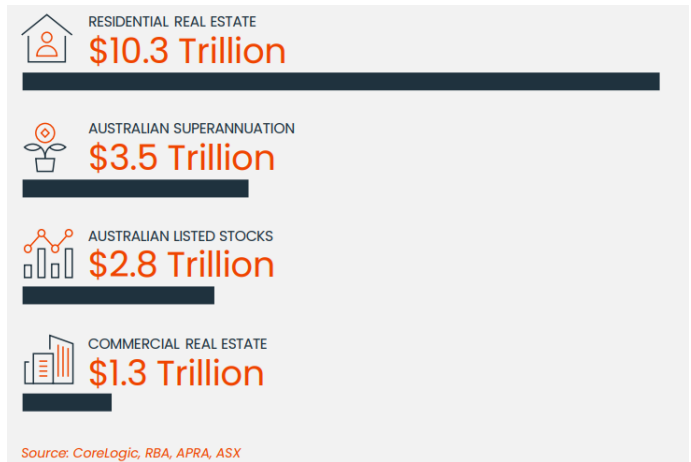 RESIDENTIAL REAL ESTATE
$10.3 Trillion
AUSTRALIAN SUPERANNUATION
$3.5 Trillion
AUSTRALIAN LISTED STOCKS
$2.8 Trillion
COMMERCIAL REAL ESTATE
$1.3 Trillion
Source: CoreLogic, RBA, APRA, ASX